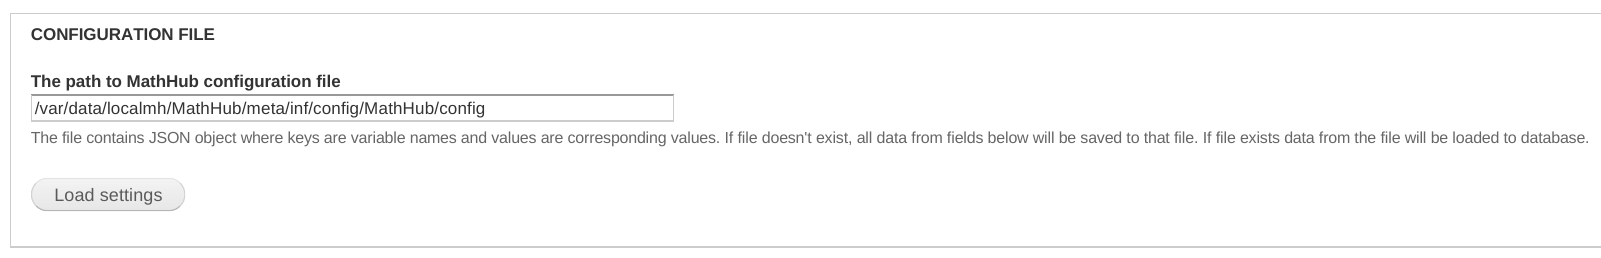 CONFIGURATION FILE
The path to MathHub configuration file
/var/data/localmh/MathHub/meta/inf/config/MathHub/config
The file contains JSON object where keys are variable names and values are corresponding values. If file doesn't exist, all data from fields below will be saved to that file. If file exists data from the file will be loaded to database.
Load settings